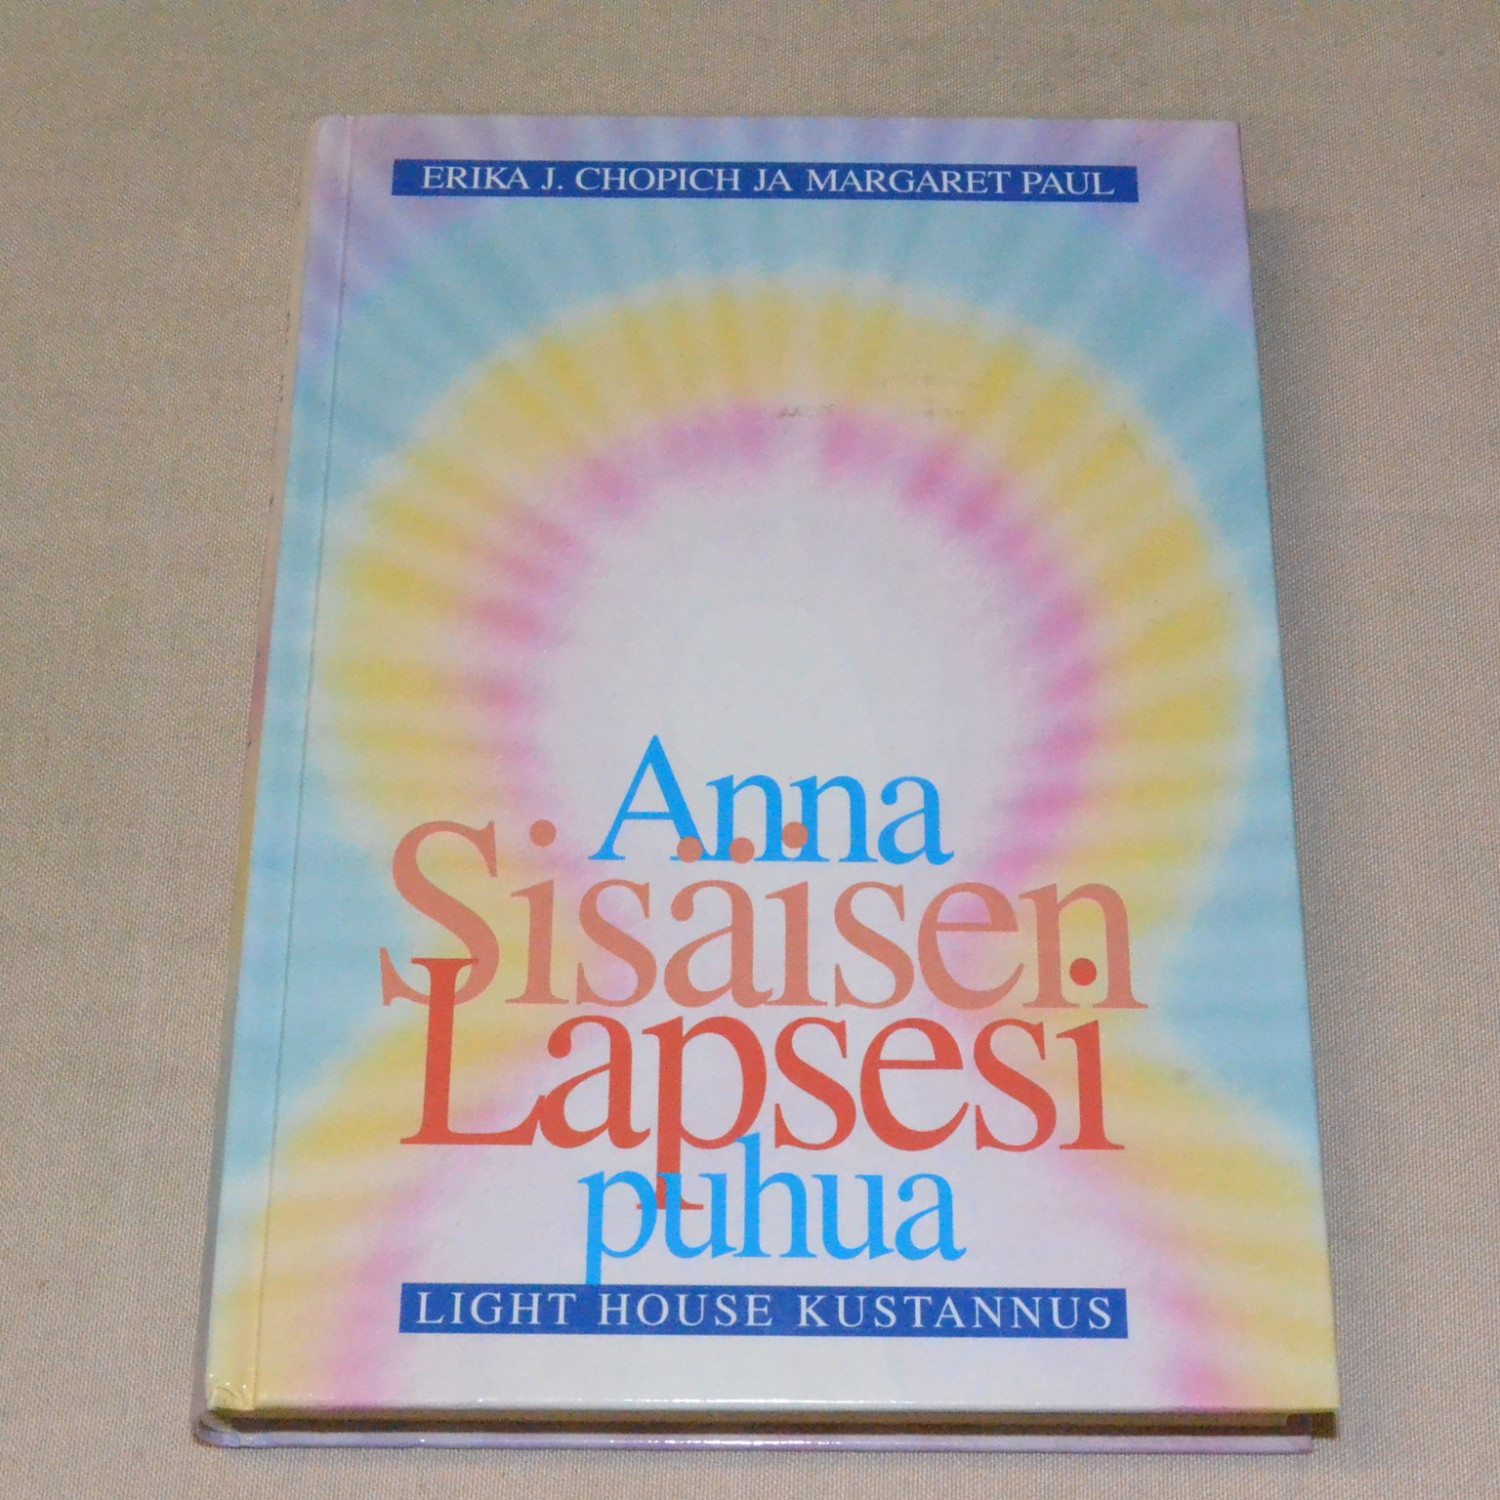 ERIKA J. CHOPICH JA MARGARET PAUL
Anna
Sisäisen
Lapsesi
puhua
LIGHT HOUSE KUSTANNUS